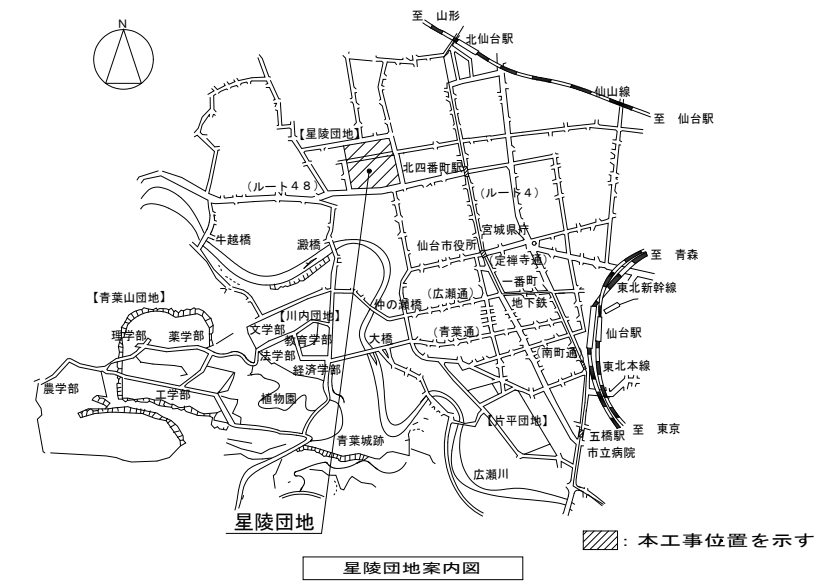 至 山形
N
北仙台駅
仙山線
至 仙台駅
【星陵団地】
北四番町駅
(ルート48)
(ルート4)
宮城県庁
牛越橋
澱橋
仙台市役所
(定禅寺通)
至 青森
一番町
東北新幹線
【青葉山団地】
(広瀬通)
仲の瀬橋
地下鉄
【川内団地】
文学部
(青葉通)
仙台駅
理学部
薬学部
教育学部
大橋
法学部
(南町通)
経済学部
東北本線
農学部
工学部
植物園
【片平団地】
至 東京
青葉城跡
五橋駅
市立病院
広瀬川
星陵団地
:本工事位置を示す
星陵団地案内図